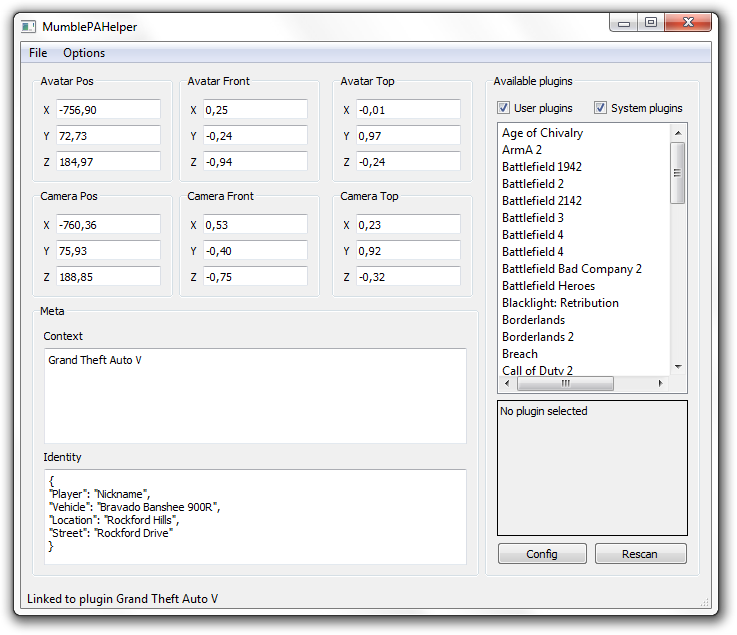 MumblePAHelper
File Options
Avatar Pos
X -756,90
Y 72,73
Z 184,97
Avatar Front
X 0,25
Y -0,24
Z -0,94
Avatar Top
X -0,01
Y 0,97
Z -0,24
Camera Pos
X -760,36
Y 75,93
Z 188,85
Camera Front
X 0,53
Y -0,40
Z -0,75
Camera Top
X 0,23
Y 0,92
Z -0,32
Meta
Context
Grand Theft Auto V
Identity
{
"Player": "Nickname",
"Vehicle": "Bravado Banshee 900R",
"Location": "Rockford Hills",
"Street": "Rockford Drive"
}
Available plugins
User plugins System plugins
Age of Chivalry
ArmA 2
Battlefield 1942
Battlefield 2
Battlefield 2142
Battlefield 3
Battlefield 4
Battlefield 4
Battlefield Bad Company 2
Battlefield Heroes
Blacklight: Retribution
Borderlands
Borderlands 2
Breach
Call of Duty 2
No plugin selected
Config Rescan
Linked to plugin Grand Theft Auto V